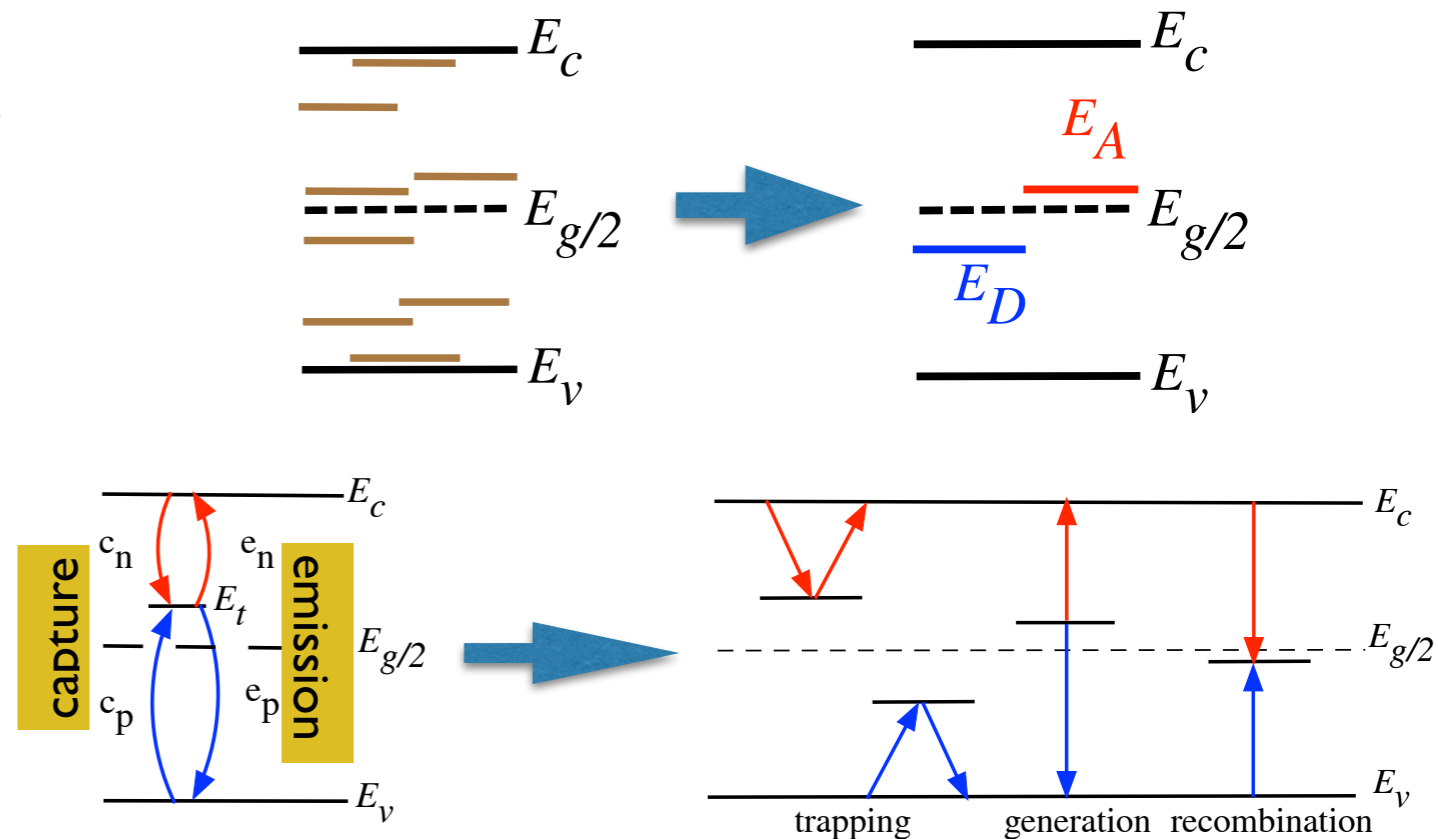 E_c
E_g/2
E_v
E_c
E_A
E_g/2
E_D
E_v
capture
c_n
c_p
E_c
E_t
E_g/2
E_v
e_n
e_p
emission
E_c
E_g/2
E_v
trapping generation recombination